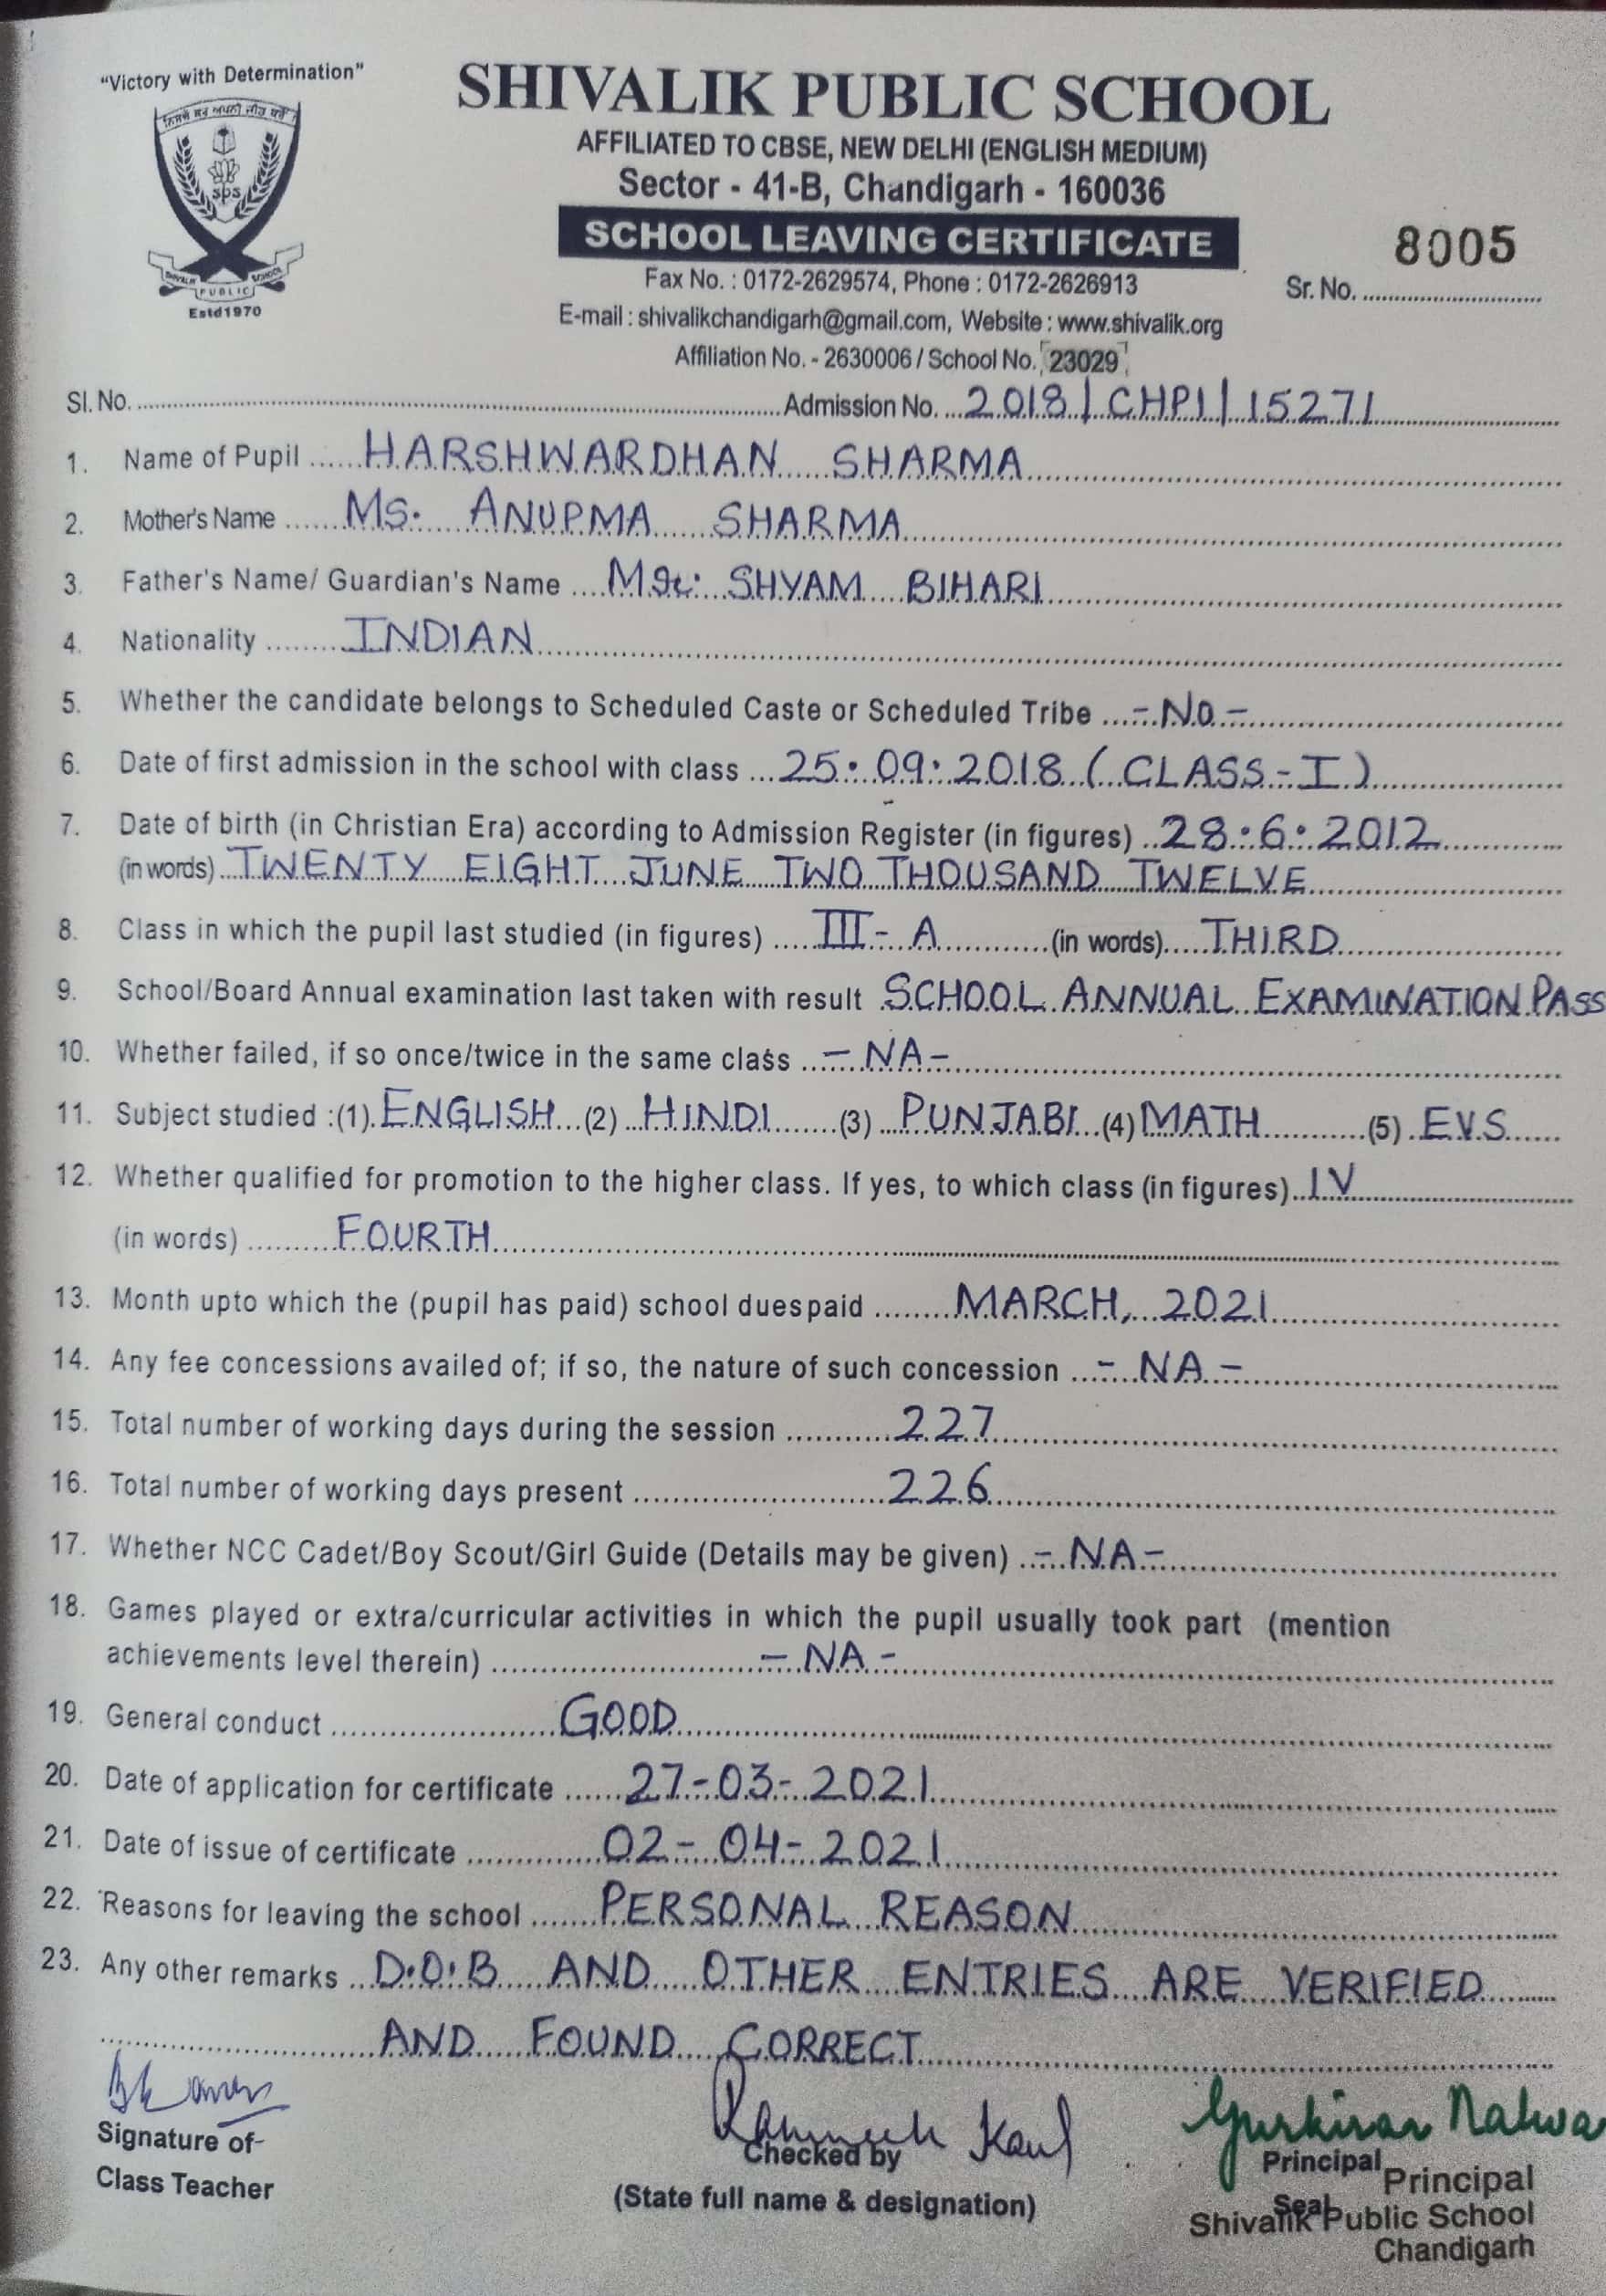 "Victory with Determination"
SHIVALIK PUBLIC SCHOOL
AFFILIATED TO CBSE, NEW DELHI (ENGLISH MEDIUM)
Sector - 41-B, Chandigarh - 160036
SCHOOL LEAVING CERTIFICATE
8005
Fax No. : 0172-2629574, Phone : 0172-2626913
Sr. No.
E-mail : shivalikchandigarh@gmail.com, Website : www.shivalik.org
Affiliation No. - 2630006 / School No. 23029
sps
SHIVALIK PUBLIC SCHOOL
Estd1970
Sl. No. Admission No. 2018/CHPI/15271
1. Name of Pupil HARSHWARDHAN SHARMA
2. Mother's Name Ms. ANUPMA SHARMA
3. Father's Name/ Guardian's Name Mr. SHYAM BIHARI
4. Nationality INDIAN
5. Whether the candidate belongs to Scheduled Caste or Scheduled Tribe - No -
6. Date of first admission in the school with class 25.09.2018 (CLASS-I)
7. Date of birth (in Christian Era) according to Admission Register (in figures) 28.6.2012
(in words) TWENTY EIGHT JUNE TWO THOUSAND TWELVE
8. Class in which the pupil last studied (in figures) III - A (in words) THIRD
9. School/Board Annual examination last taken with result SCHOOL ANNUAL EXAMINATION PASS
10. Whether failed, if so once/twice in the same class - NA -
11. Subject studied :(1) ENGLISH (2) HINDI (3) PUNJABI (4) MATH (5) E.V.S
12. Whether qualified for promotion to the higher class. If yes, to which class (in figures) IV
(in words) FOURTH
13. Month upto which the (pupil has paid) school dues paid MARCH, 2021
14. Any fee concessions availed of; if so, the nature of such concession - NA -
15. Total number of working days during the session 227
16. Total number of working days present 226
17. Whether NCC Cadet/Boy Scout/Girl Guide (Details may be given) - NA -
18. Games played or extra/curricular activities in which the pupil usually took part (mention
achievements level therein) - NA -
19. General conduct GOOD
20. Date of application for certificate 27-03-2021
21. Date of issue of certificate 02-04-2021
22. Reasons for leaving the school PERSONAL REASON
23. Any other remarks D.O.B AND OTHER ENTRIES ARE VERIFIED
AND FOUND CORRECT
Kaul Gurkiran Nalwa
Signature of Checked by Principal
Class Teacher (State full name & designation) Seal
Principal
Shivalik Public School
Chandigarh